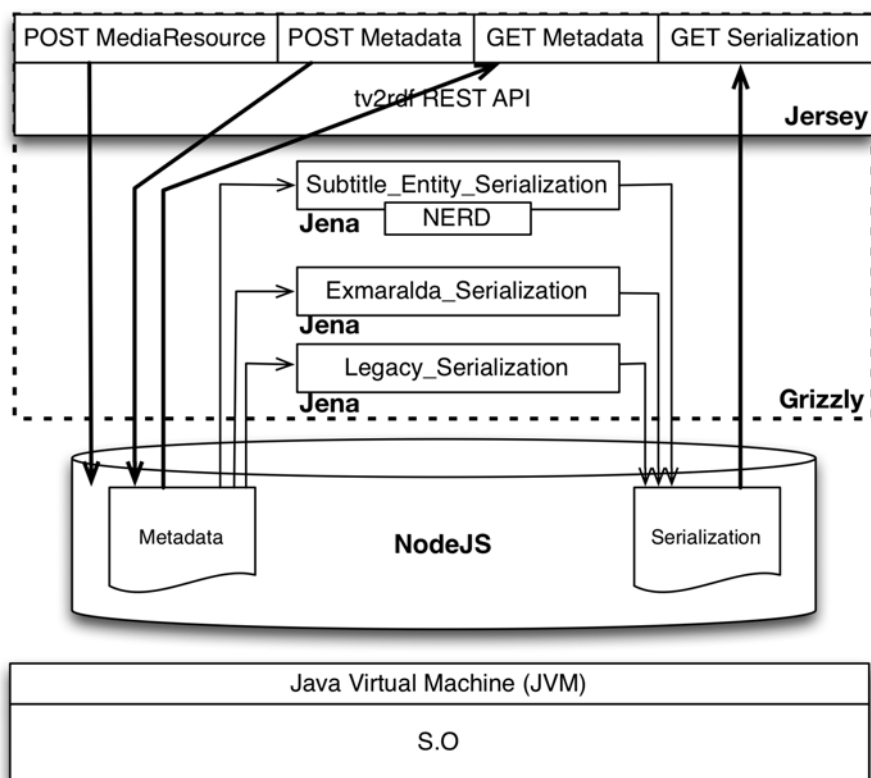 POST MediaResource
POST Metadata
GET Metadata
GET Serialization
tv2rdf REST API
Jersey
Subtitle_Entity_Serialization
NERD
Jena
Exmaralda_Serialization
Jena
Legacy_Serialization
Jena
Grizzly
Metadata
NodeJS
Serialization
Java Virtual Machine (JVM)
S.O